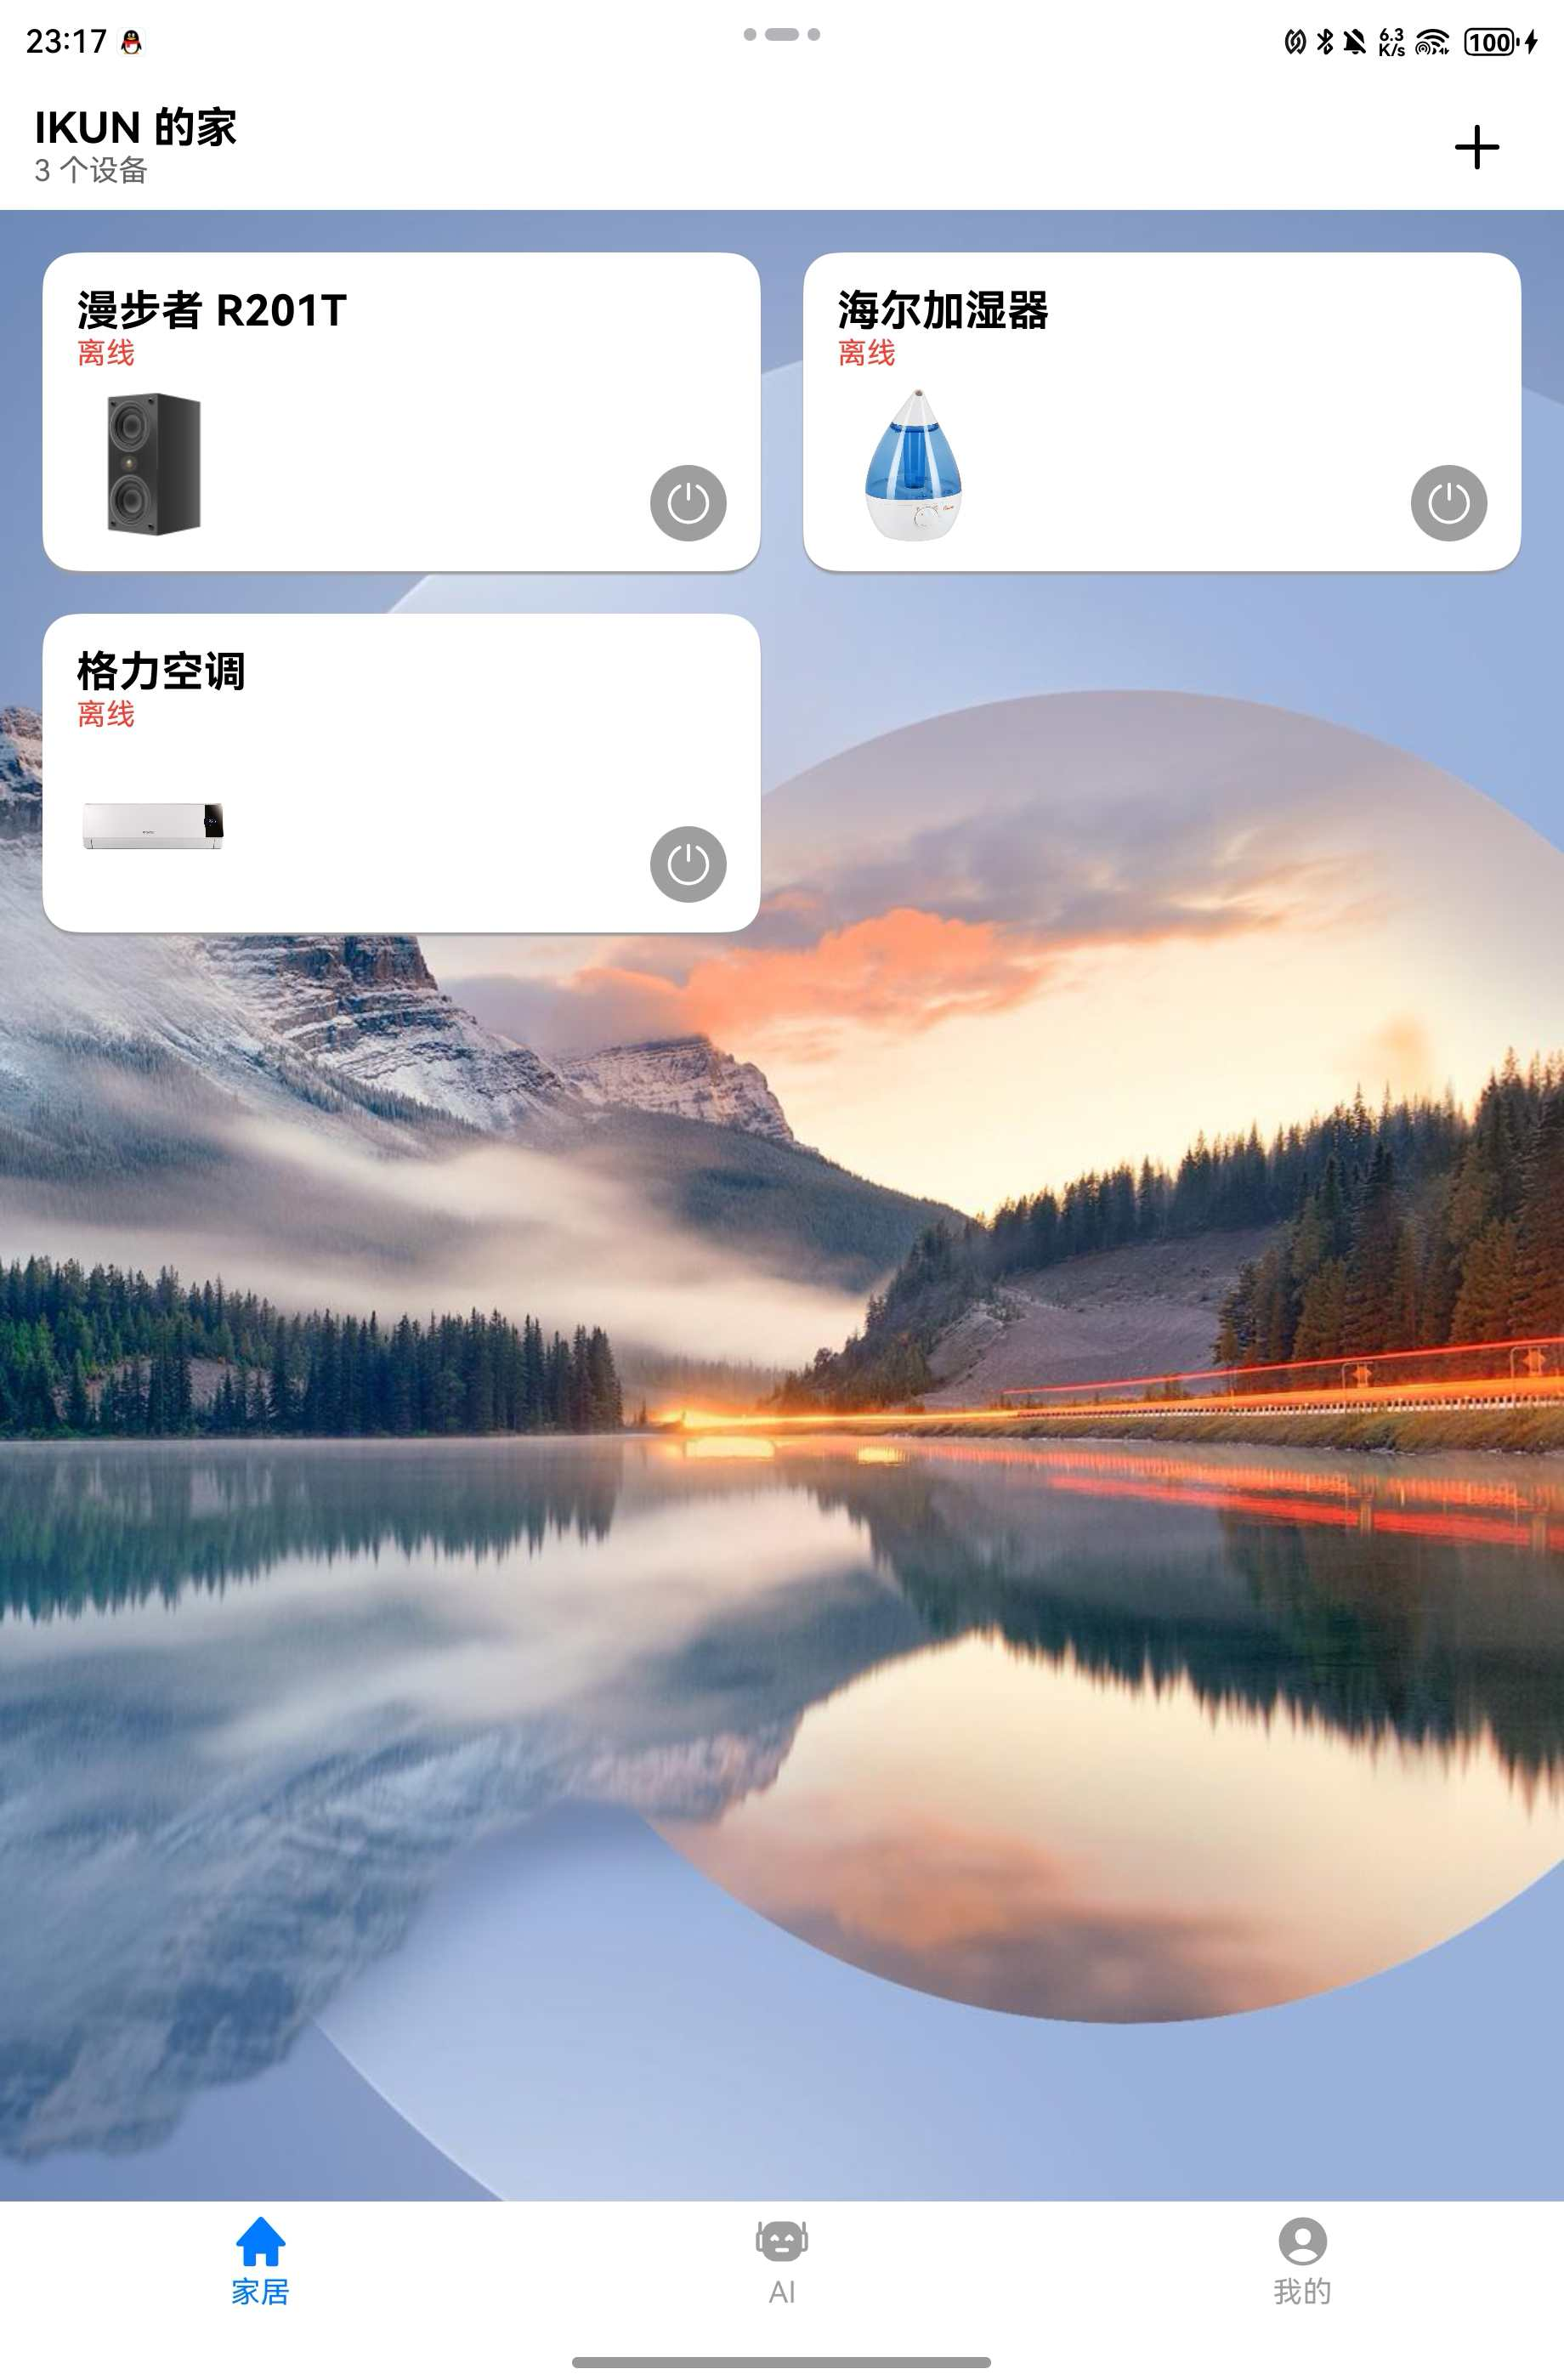 23:17
6.3
K/s
100
IKUN 的家
3 个设备
漫步者 R201T
离线
海尔加湿器
离线
格力空调
离线
家居
AI
我的